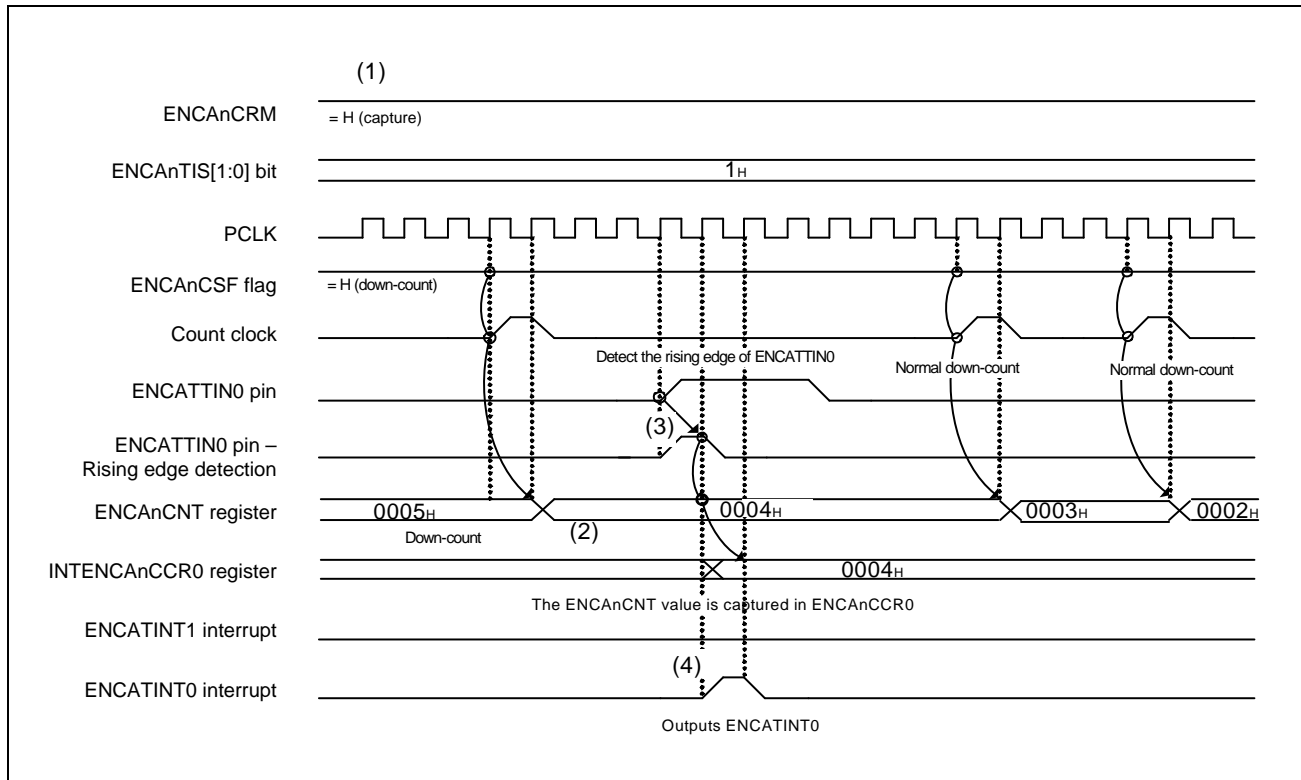 (1)
ENCAnCRM
= H (capture)
ENCAnTIS[1:0] bit
1H
PCLK
ENCAnCSF flag
= H (down-count)
Count clock
Detect the rising edge of ENCATTIN0
Normal down-count
Normal down-count
ENCATTIN0 pin
(3)
ENCATTIN0 pin –
Rising edge detection
ENCAnCNT register
0005H
0004H
0003H
0002H
Down-count
(2)
INTENCAnCCR0 register
0004H
The ENCAnCNT value is captured in ENCAnCCR0
ENCATINT1 interrupt
(4)
ENCATINT0 interrupt
Outputs ENCATINT0